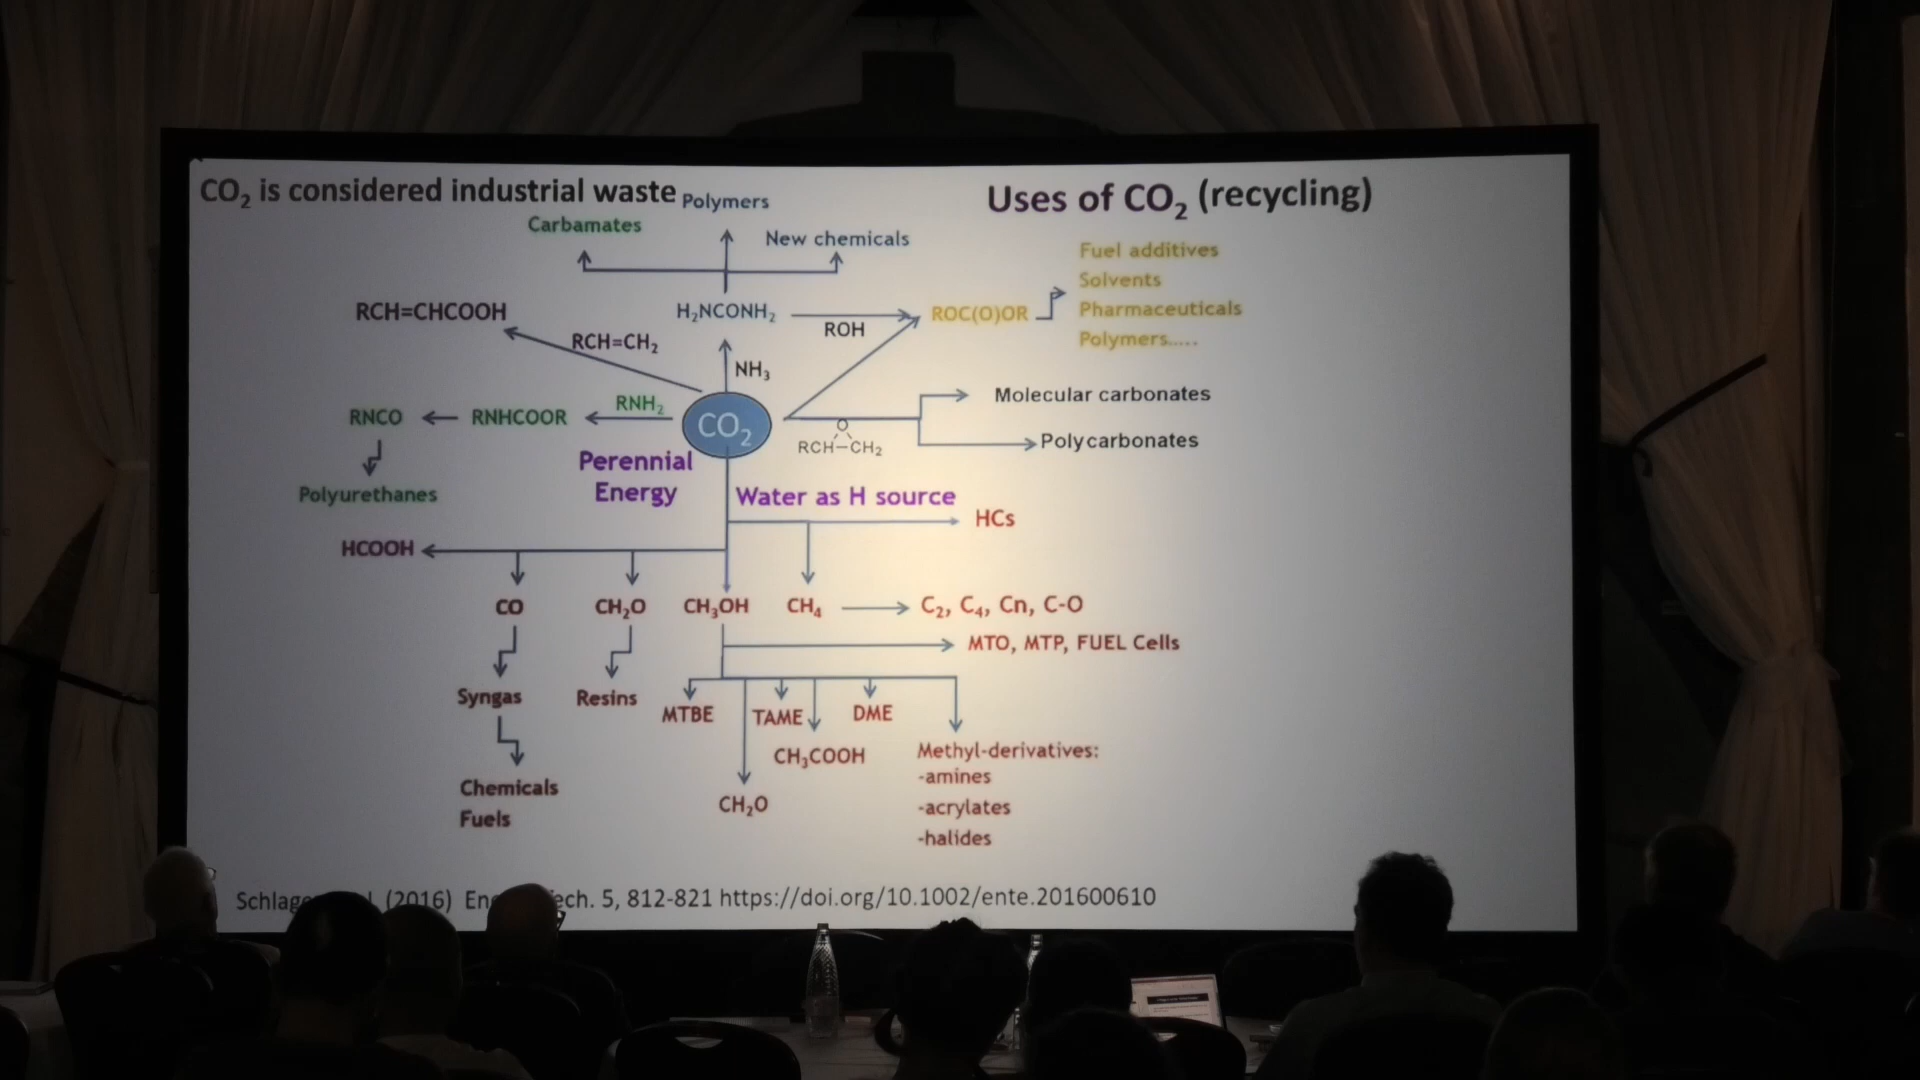 CO₂ is considered industrial waste
Uses of CO₂ (recycling)
Polymers
Carbamates
New chemicals
Fuel additives
Solvents
Pharmaceuticals
Polymers.....
RCH=CHCOOH
H₂NCONH₂
ROH
ROC(O)OR
RCH=CH₂
NH₃
Molecular carbonates
RNCO
RNHCOOR
RNH₂
CO₂
O
RCH–CH₂
Polycarbonates
Perennial
Energy
Polyurethanes
Water as H source
HCs
HCOOH
CO
CH₂O
CH₃OH
CH₄
C₂, C₄, Cn, C-O
MTO, MTP, FUEL Cells
Syngas
Resins
MTBE
TAME
DME
CH₃COOH
Methyl-derivatives:
-amines
-acrylates
-halides
Chemicals
Fuels
CH₂O
(2016) ech. 5, 812-821 https://doi.org/10.1002/ente.201600610